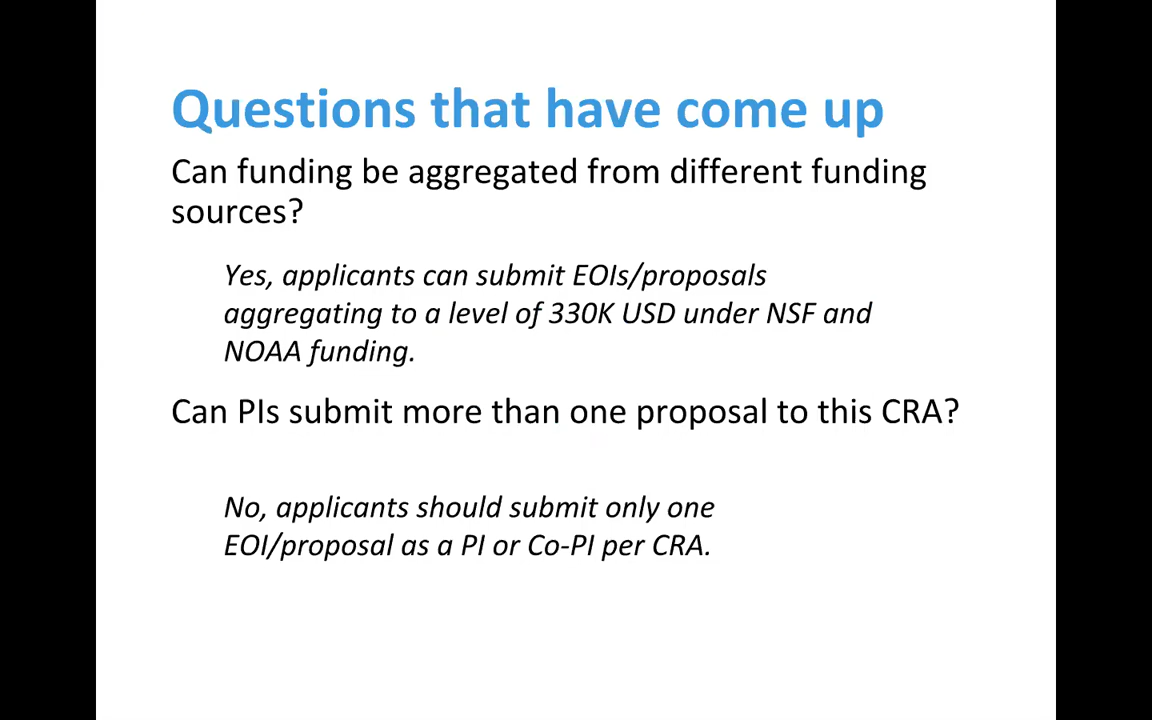 Questions that have come up
Can funding be aggregated from different funding
sources?
Yes, applicants can submit EOIs/proposals
aggregating to a level of 330K USD under NSF and
NOAA funding.
Can PIs submit more than one proposal to this CRA?
No, applicants should submit only one
EOI/proposal as a PI or Co-PI per CRA.